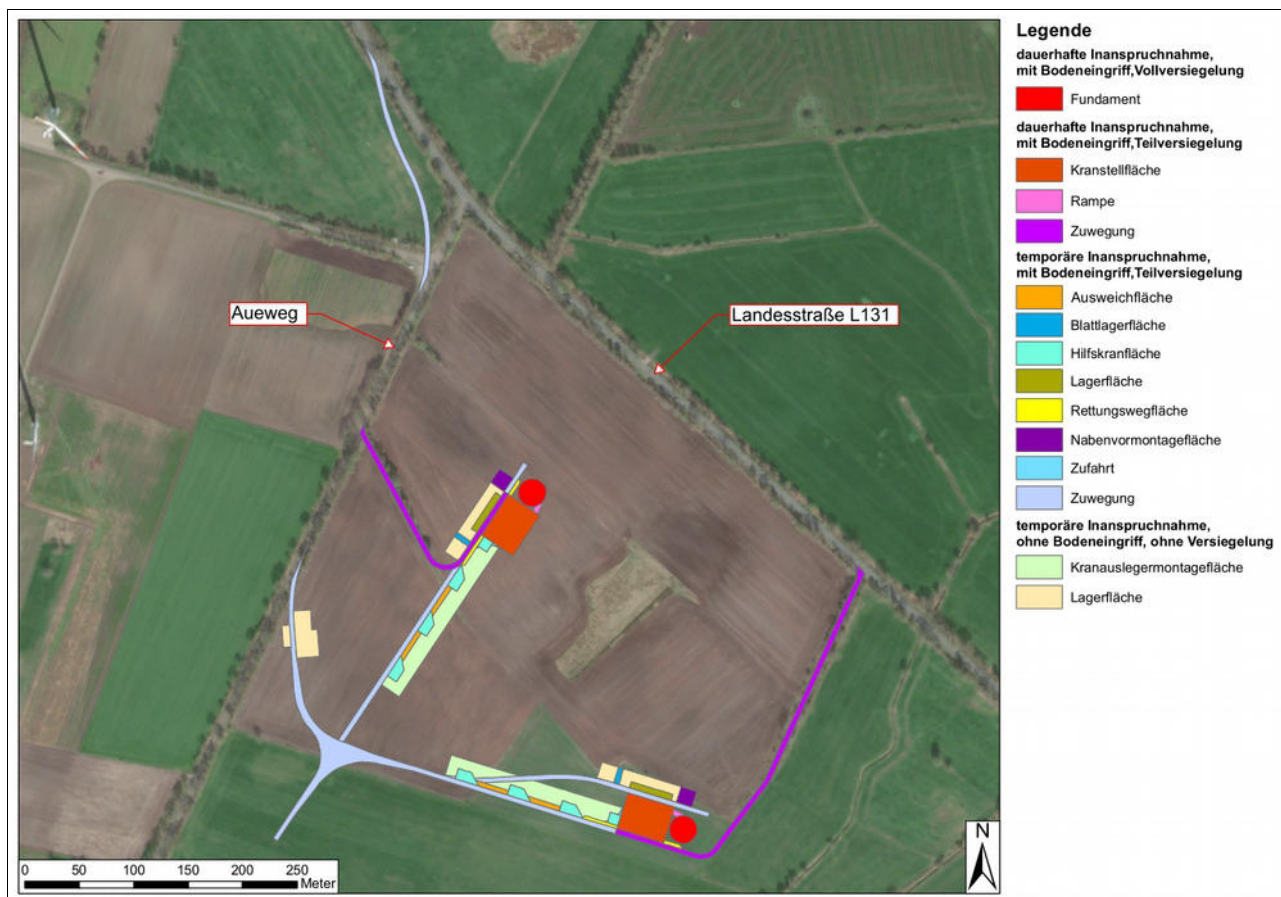 Aueweg
Landesstraße L131
0 50 100 150 200 250
Meter
N
Legende
dauerhafte Inanspruchnahme,
mit Bodeneingriff,Vollversiegelung
Fundament
dauerhafte Inanspruchnahme,
mit Bodeneingriff,Teilversiegelung
Kranstellfläche
Rampe
Zuwegung
temporäre Inanspruchnahme,
mit Bodeneingriff,Teilversiegelung
Ausweichfläche
Blattlagerfläche
Hilfskranfläche
Lagerfläche
Rettungswegfläche
Nabenvormontagefläche
Zufahrt
Zuwegung
temporäre Inanspruchnahme,
ohne Bodeneingriff, ohne Versiegelung
Kranauslegermontagefläche
Lagerfläche